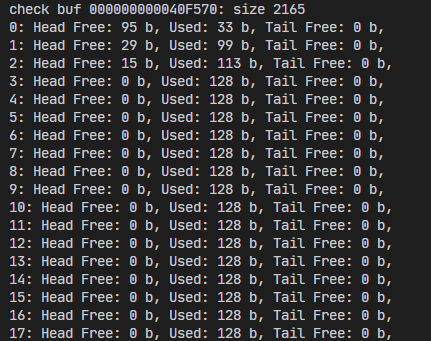 check buf 000000000040F570: size 2165
0: Head Free: 95 b, Used: 33 b, Tail Free: 0 b,
1: Head Free: 29 b, Used: 99 b, Tail Free: 0 b,
2: Head Free: 15 b, Used: 113 b, Tail Free: 0 b,
3: Head Free: 0 b, Used: 128 b, Tail Free: 0 b,
4: Head Free: 0 b, Used: 128 b, Tail Free: 0 b,
5: Head Free: 0 b, Used: 128 b, Tail Free: 0 b,
6: Head Free: 0 b, Used: 128 b, Tail Free: 0 b,
7: Head Free: 0 b, Used: 128 b, Tail Free: 0 b,
8: Head Free: 0 b, Used: 128 b, Tail Free: 0 b,
9: Head Free: 0 b, Used: 128 b, Tail Free: 0 b,
10: Head Free: 0 b, Used: 128 b, Tail Free: 0 b,
11: Head Free: 0 b, Used: 128 b, Tail Free: 0 b,
12: Head Free: 0 b, Used: 128 b, Tail Free: 0 b,
13: Head Free: 0 b, Used: 128 b, Tail Free: 0 b,
14: Head Free: 0 b, Used: 128 b, Tail Free: 0 b,
15: Head Free: 0 b, Used: 128 b, Tail Free: 0 b,
16: Head Free: 0 b, Used: 128 b, Tail Free: 0 b,
17: Head Free: 0 b, Used: 128 b, Tail Free: 0 b,